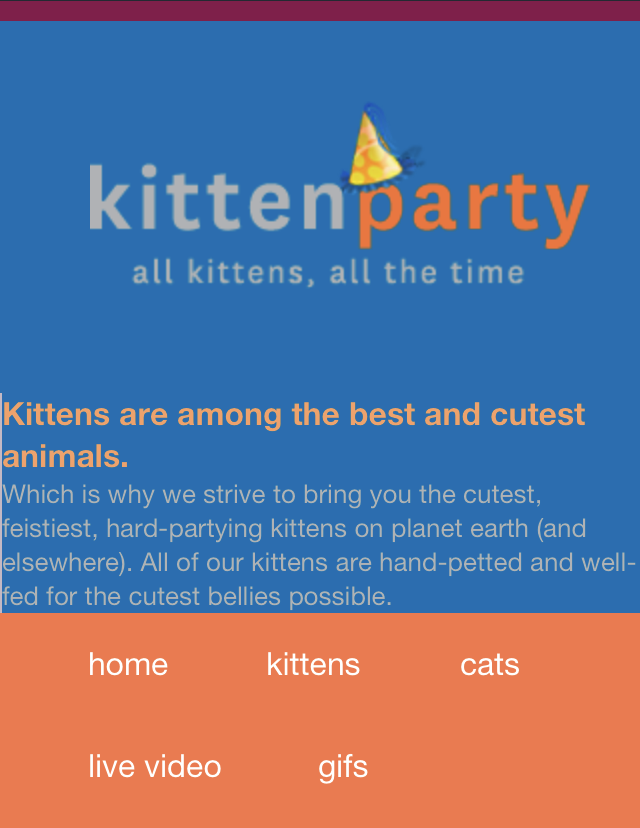 kittenparty
all kittens, all the time
Kittens are among the best and cutest
animals.
Which is why we strive to bring you the cutest,
feistiest, hard-partying kittens on planet earth (and
elsewhere). All of our kittens are hand-petted and well-
fed for the cutest bellies possible.
home kittens cats
live video gifs